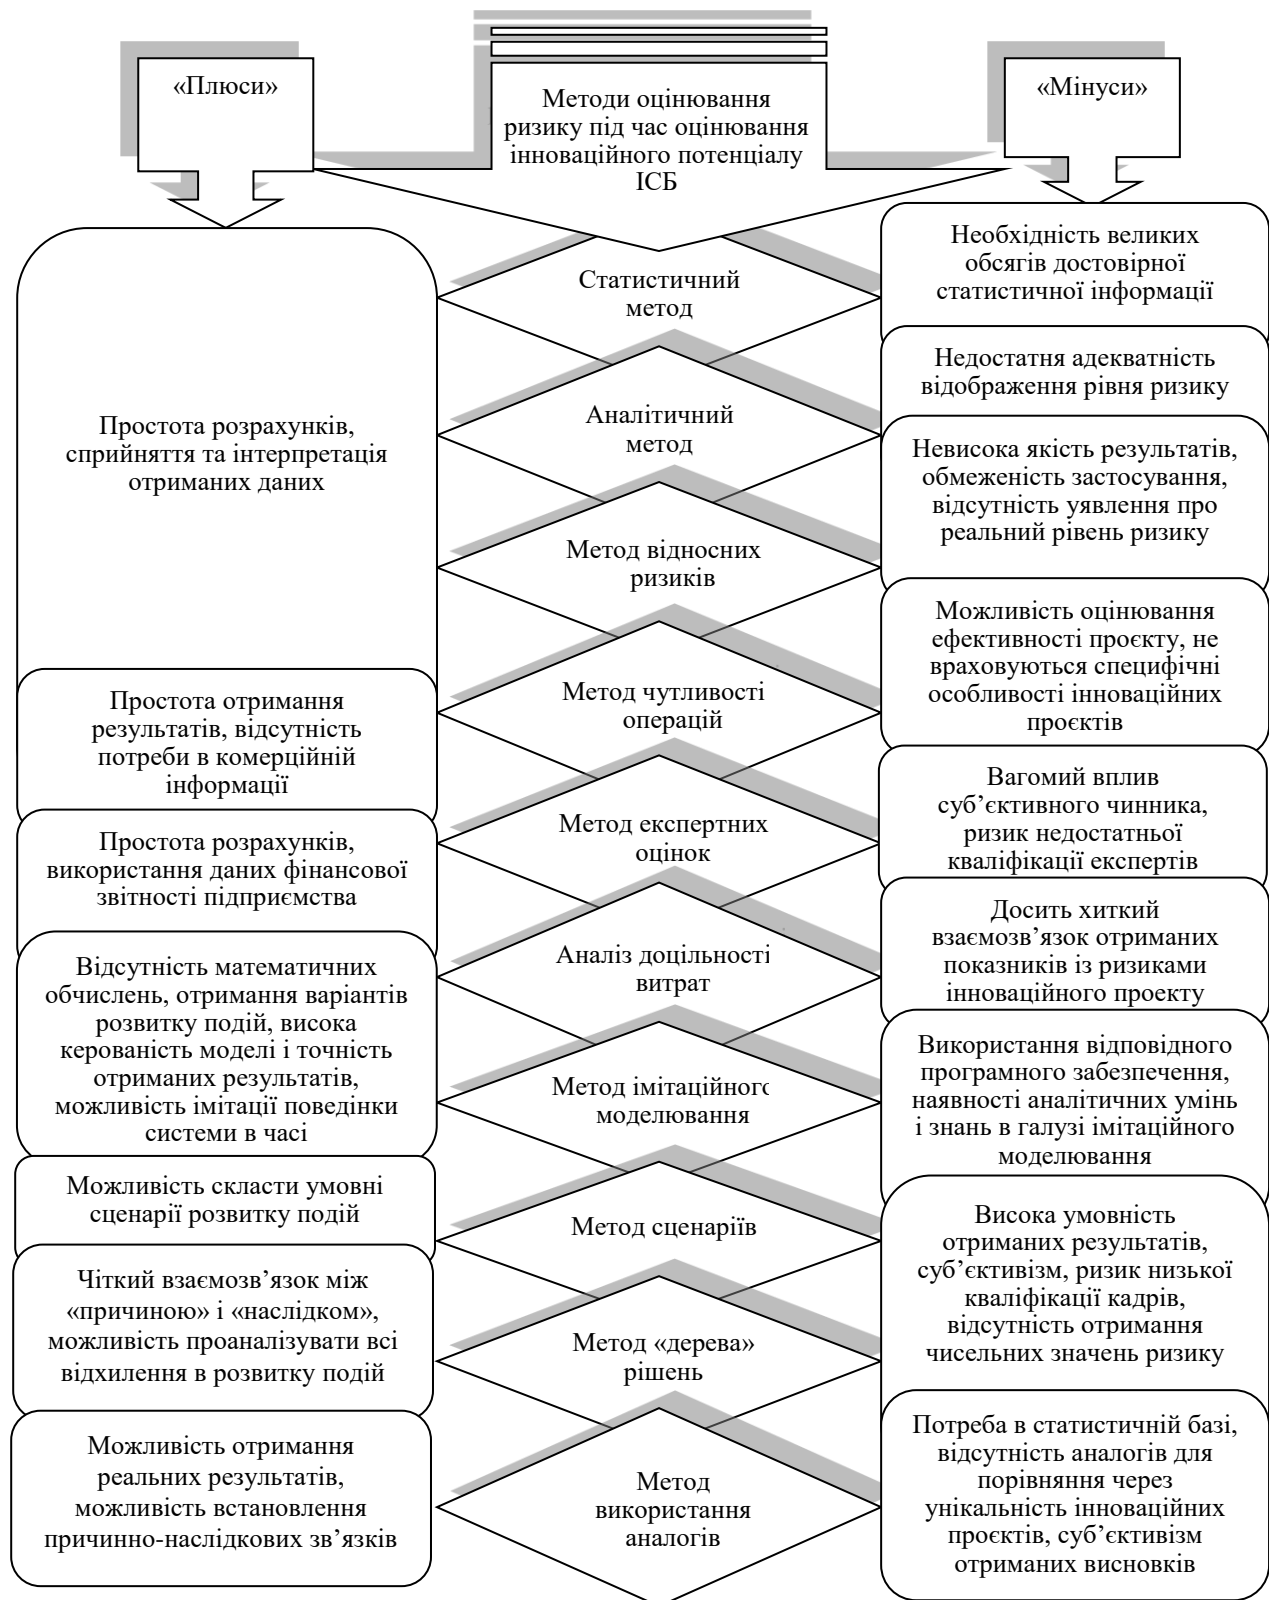 «Плюси»
Методи оцінювання
ризику під час оцінювання
інноваційного потенціалу
ІСБ
«Мінуси»
Простота розрахунків,
сприйняття та інтерпретація
отриманих даних
Простота отримання
результатів, відсутність
потреби в комерційній
інформації
Простота розрахунків,
використання даних фінансової
звітності підприємства
Відсутність математичних
обчислень, отримання варіантів
розвитку подій, висока
керованість моделі і точність
отриманих результатів,
можливість імітації поведінки
системи в часі
Можливість скласти умовні
сценарії розвитку подій
Чіткий взаємозв’язок між
«причиною» і «наслідком»,
можливість проаналізувати всі
відхилення в розвитку подій
Можливість отримання
реальних результатів,
можливість встановлення
причинно-наслідкових зв’язків
Статистичний
метод
Аналітичний
метод
Метод відносних
ризиків
Метод чутливості
операцій
Метод експертних
оцінок
Аналіз доцільності
витрат
Метод імітаційного
моделювання
Метод сценаріїв
Метод «дерева»
рішень
Метод
використання
аналогів
Необхідність великих
обсягів достовірної
статистичної інформації
Недостатня адекватність
відображення рівня ризику
Невисока якість результатів,
обмеженість застосування,
відсутність уявлення про
реальний рівень ризику
Можливість оцінювання
ефективності проєкту, не
враховуються специфічні
особливості інноваційних
проєктів
Вагомий вплив
суб’єктивного чинника,
ризик недостатньої
кваліфікації експертів
Досить хиткий
взаємозв’язок отриманих
показників із ризиками
інноваційного проекту
Використання відповідного
програмного забезпечення,
наявності аналітичних умінь
і знань в галузі імітаційного
моделювання
Висока умовність
отриманих результатів,
суб’єктивізм, ризик низької
кваліфікації кадрів,
відсутність отримання
чисельних значень ризику
Потреба в статистичній базі,
відсутність аналогів для
порівняння через
унікальність інноваційних
проєктів, суб’єктивізм
отриманих висновків